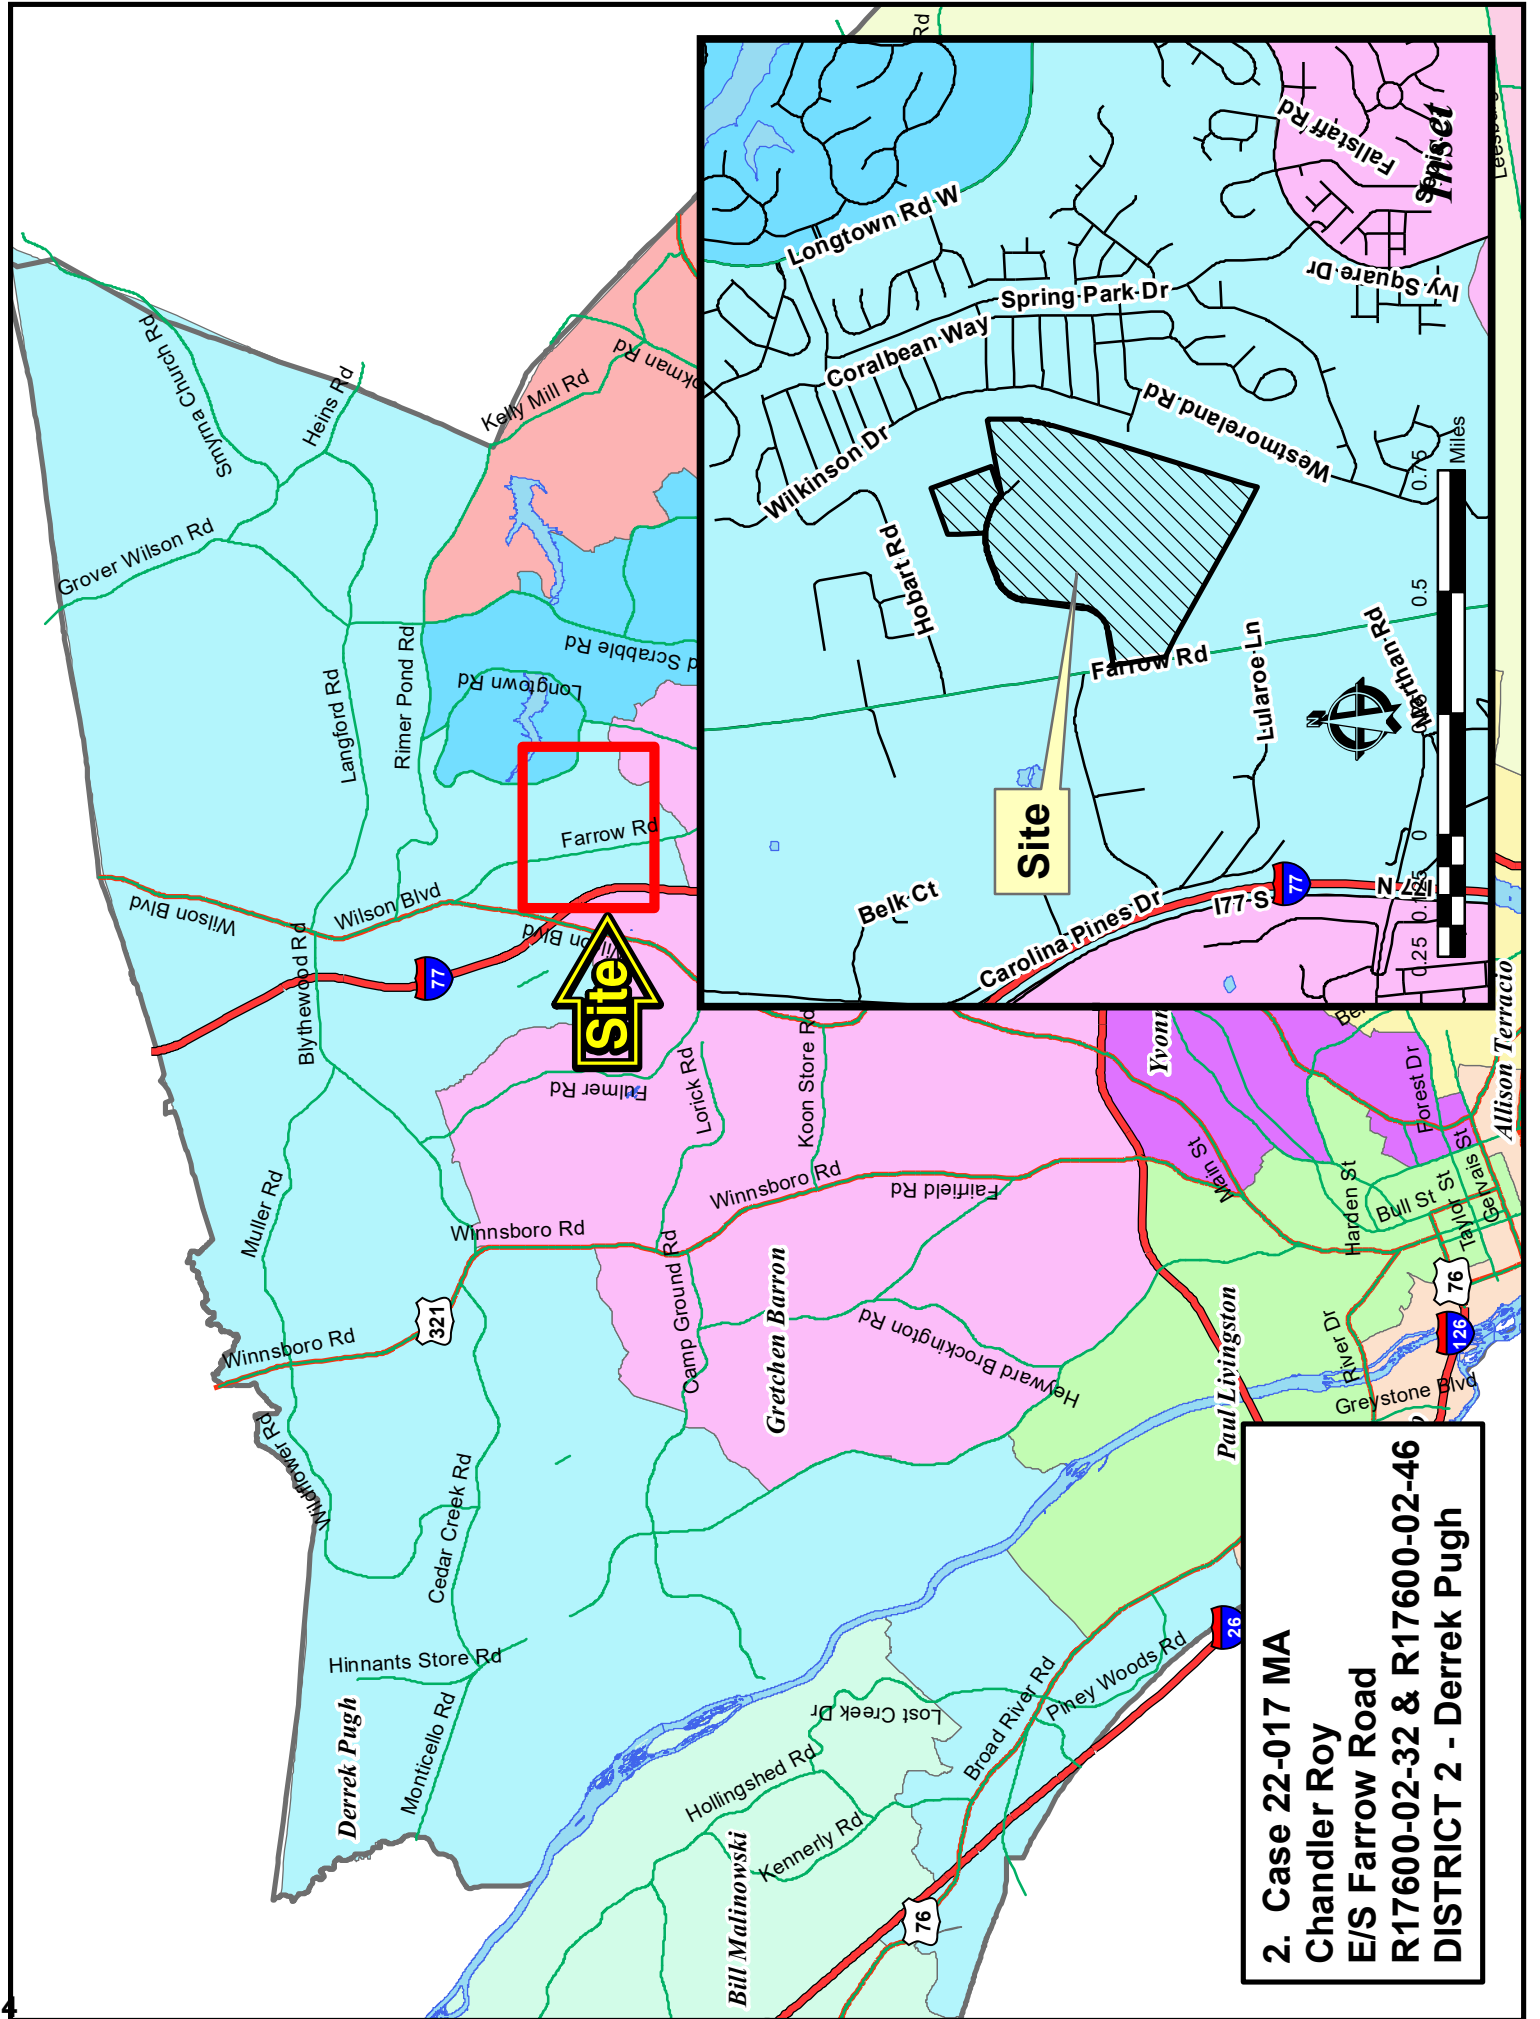 4
Smyrna Church Rd
Heins Rd
Grover Wilson Rd
Kelly Mill Rd
Langford Rd
Rimer Pond Rd
Longtown Rd
Farrow Rd
Wilson Blvd
Wilson Blvd
Blythewood Rd
77
Site
Muller Rd
Palmer Rd
Lorick Rd
Koon Store Rd
Winnsboro Rd
Winnsboro Rd
Winnsboro Rd
Fairfield Rd
321
Camp Ground Rd
Gretchen Barron
Heyward Brockington Rd
Wildflower Rd
Cedar Creek Rd
Hinnants Store Rd
Monticello Rd
Derrek Pugh
Hollingshed Rd
Kennerly Rd
Lost Creek Dr
Bill Malinowski
Broad River Rd
Piney Woods Rd
76
26
Paul Livingston
Main St
Harden St
Forest Dr
Bull St
Taylor St
Gervais St
River Dr
Greystone Blvd
76
126
Allison Terracio
Inset
Longtown Rd W
Spring Park Dr
Coralbean Way
Wilkinson Dr
Hobart Rd
Westmoreland Rd
Fallstaff Rd
Ivy Square Dr
Farrow Rd
Lularoe Ln
Site
Belk Ct
Carolina Pines Dr
I77 S
77
I77 N
N
0.25
0.125
0
0.5
0.75
Miles
2. Case 22-017 MA
Chandler Roy
E/S Farrow Road
R17600-02-32 & R17600-02-46
DISTRICT 2 - Derrek Pugh